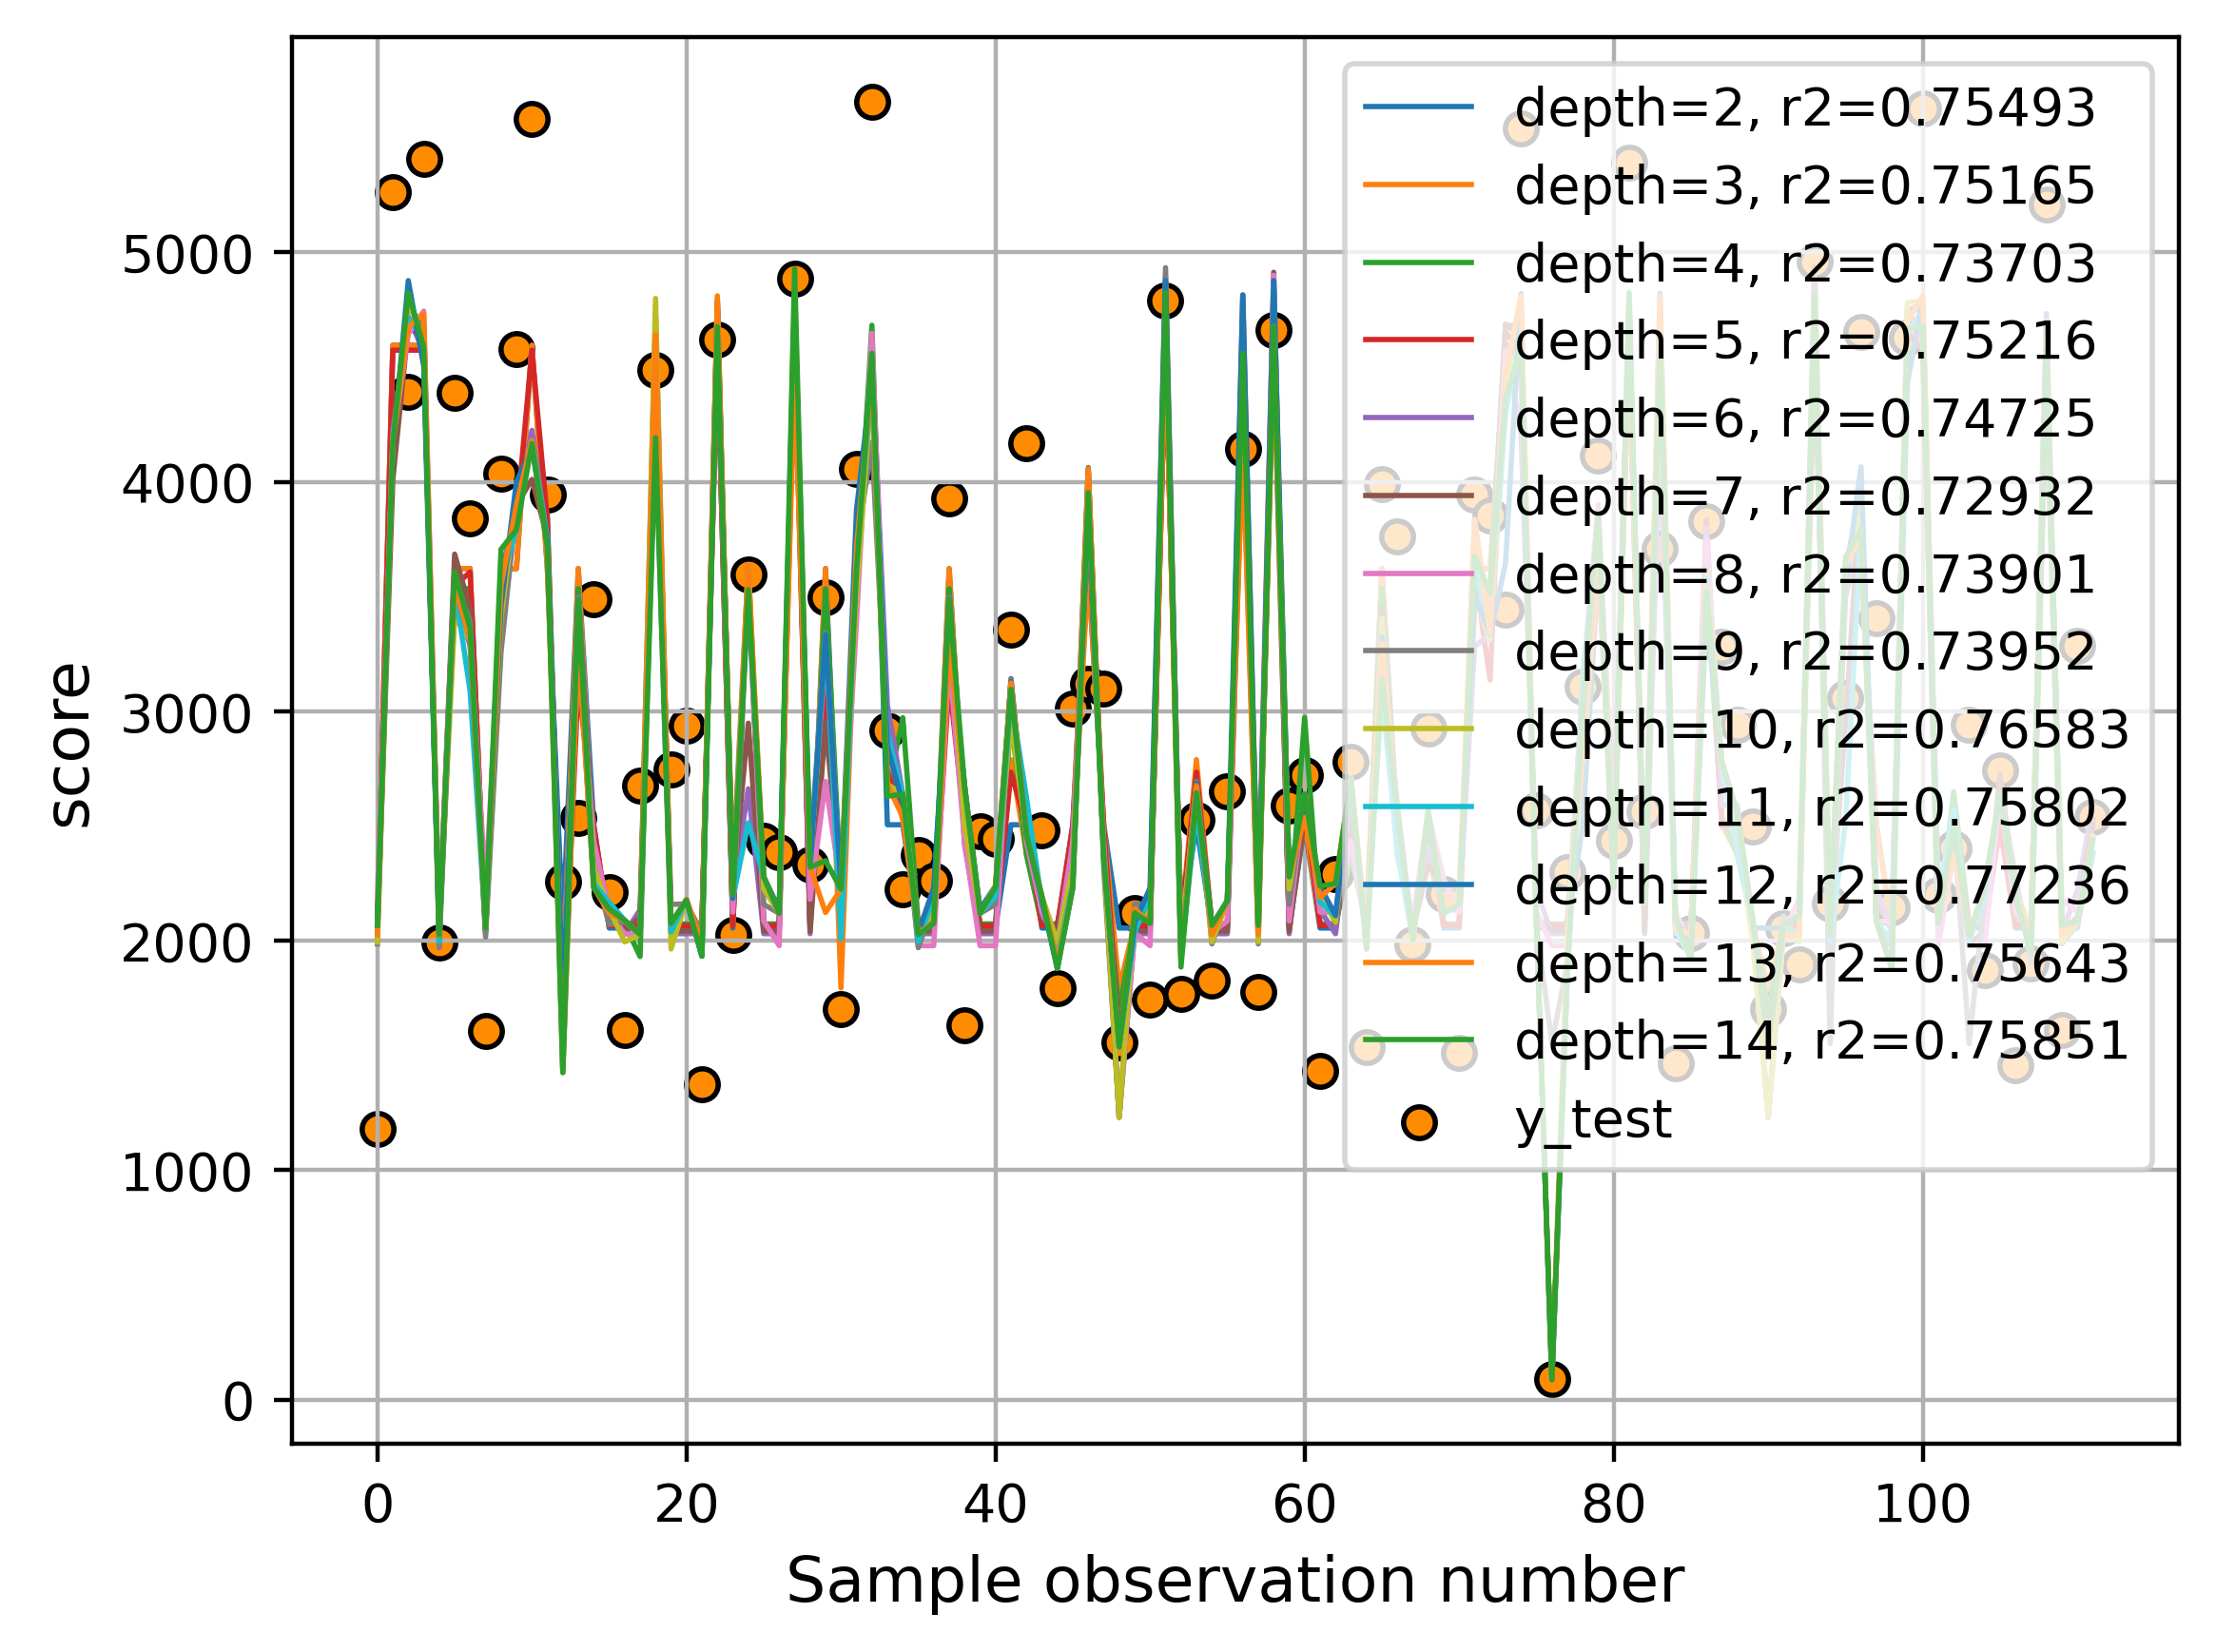 depth=2, r2=0.75493
depth=3, r2=0.75165
depth=4, r2=0.73703
depth=5, r2=0.75216
depth=6, r2=0.74725
depth=7, r2=0.72932
depth=8, r2=0.73901
depth=9, r2=0.73952
depth=10, r2=0.76583
depth=11, r2=0.75802
depth=12, r2=0.77236
depth=13, r2=0.75643
depth=14, r2=0.75851
y_test
5000
4000
3000
2000
1000
0
score
0 20 40 60 80 100
Sample observation number